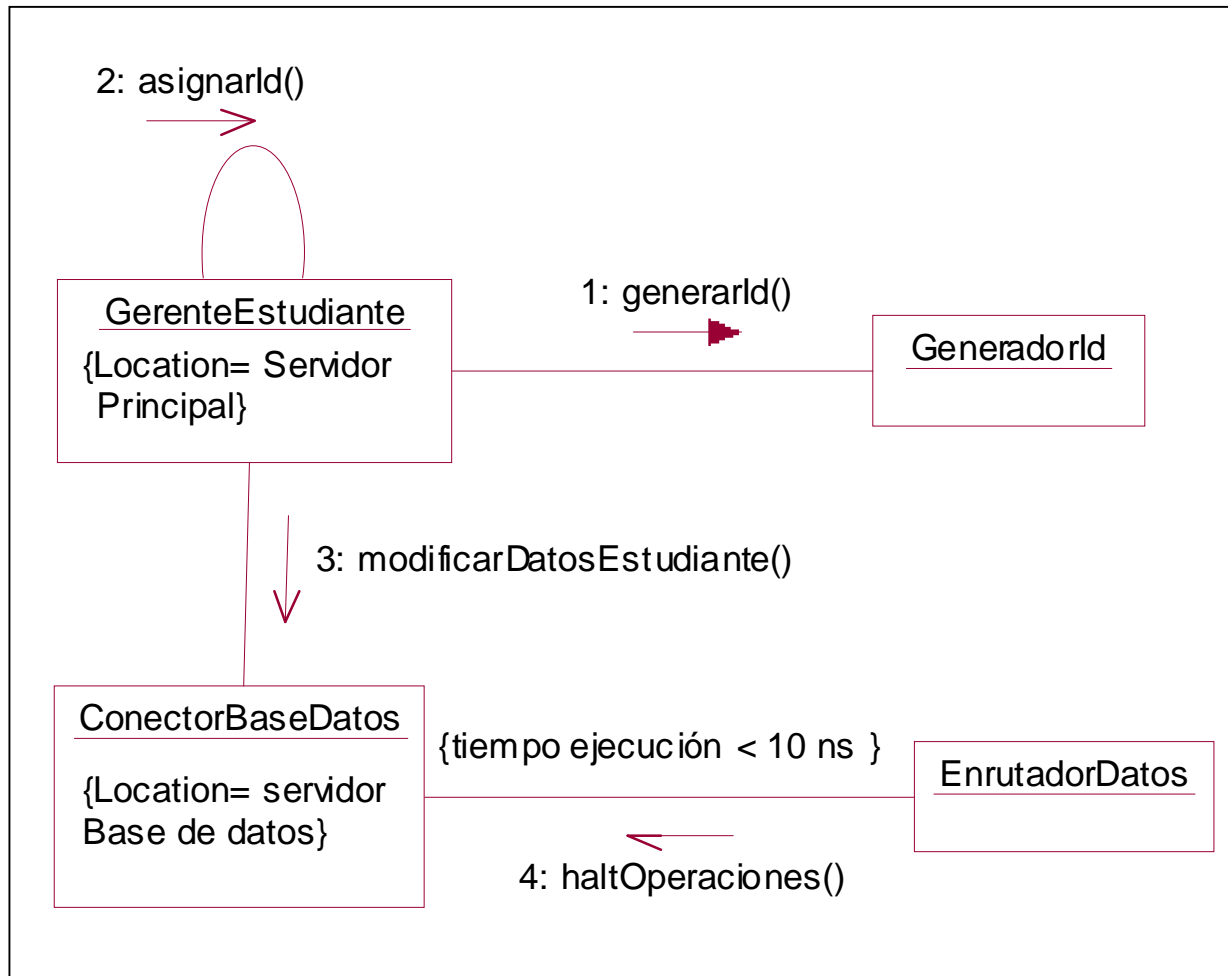 2: asignarId()
GerenteEstudiante
{Location= Servidor
Principal}
1: generarId()
GeneradorId
3: modificarDatosEstudiante()
ConectorBaseDatos
{Location= servidor
Base de datos}
{tiempo ejecución < 10 ns }
EnrutadorDatos
4: haltOperaciones()